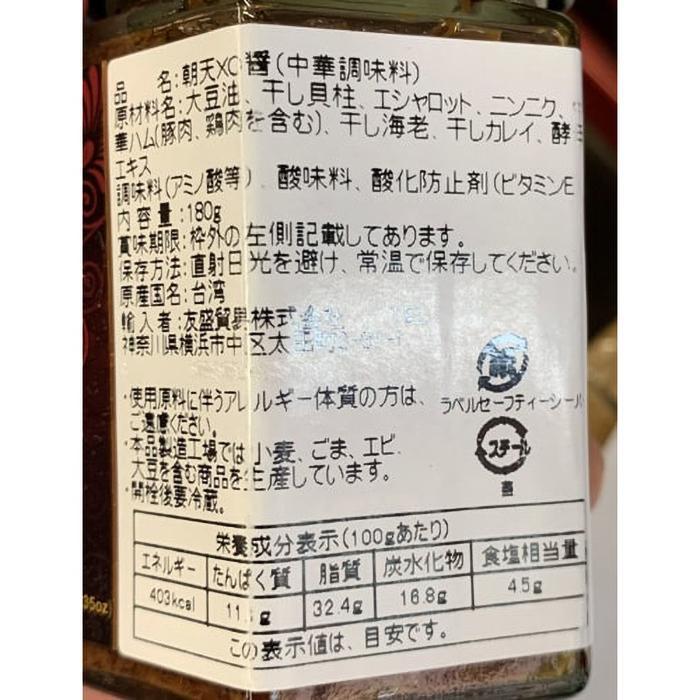 品 名:朝天XO醤(中華調味料)
原材料名:大豆油、干し貝柱、エシャロット、ニンニク、
華ハム(豚肉、鶏肉を含む)、干し海老、干しカレイ、酵
エキス
調味料(アミノ酸等)、酸味料、酸化防止剤(ビタミンE
内容量:180g
賞味期限:枠外の左側記載してあります。
保存方法:直射日光を避け、常温で保存してください。
原産国名:台湾
輸入者:友盛貿易株式
神奈川県横浜市中区太
・使用原料に伴うアレルギー体質の方は、
ご遠慮ください。
・本品製造工場では小麦、ごま、エビ、
大豆を含む商品を生産しています。
・開栓後要冷蔵。
ラベルセーフティーシール
スチール
蓋
栄養成分表示(100gあたり)
エネルギー たんぱく質 脂質 炭水化物 食塩相当量
403kcal 32.4g 16.8g 4.5g
この表示値は、目安です。
35oz)